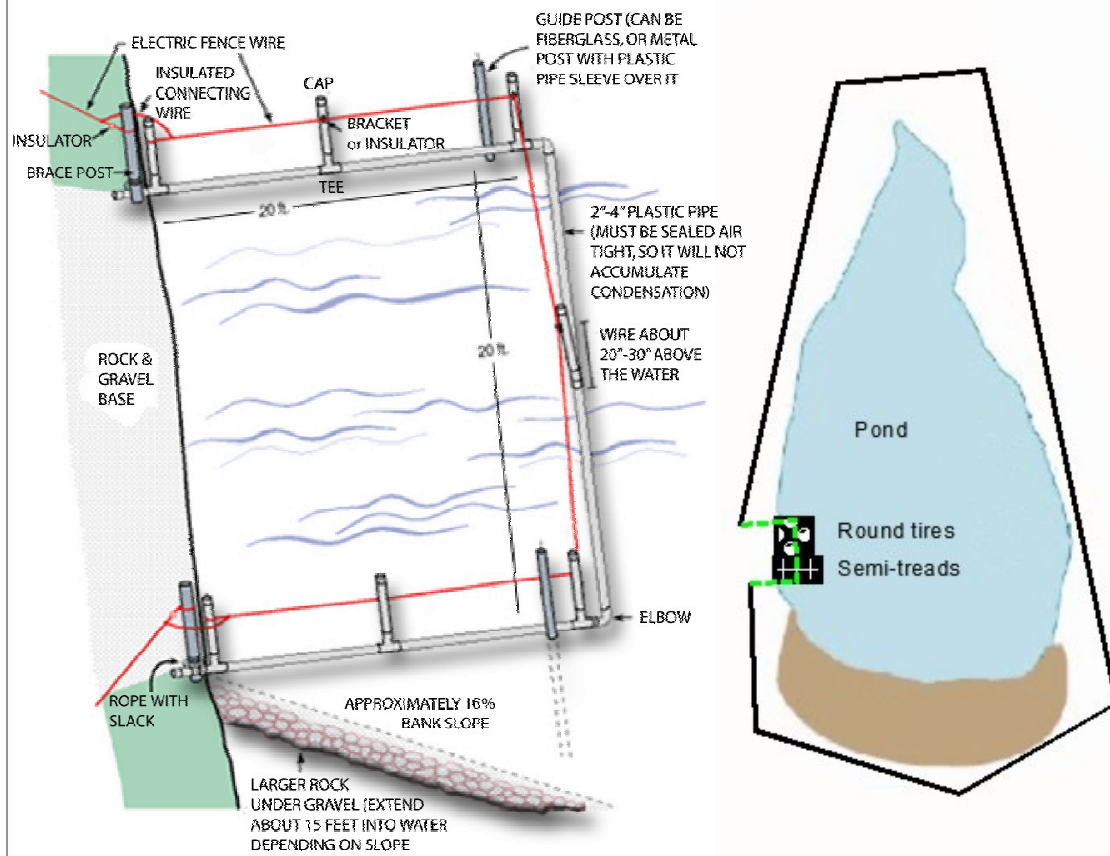 ELECTRIC FENCE WIRE
INSULATED
CONNECTING
WIRE
CAP
GUIDE POST (CAN BE
FIBERGLASS, OR METAL
POST WITH PLASTIC
PIPE SLEEVE OVER IT
INSULATOR
BRACE POST
BRACKET
or INSULATOR
TEE
20 ft.
2"-4" PLASTIC PIPE
(MUST BE SEALED AIR
TIGHT, SO IT WILL NOT
ACCUMULATE
CONDENSATION)
20 ft.
WIRE ABOUT
20"-30" ABOVE
THE WATER
ROCK &
GRAVEL
BASE
ELBOW
ROPE WITH
SLACK
APPROXIMATELY 16%
BANK SLOPE
LARGER ROCK
UNDER GRAVEL (EXTEND
ABOUT 15 FEET INTO WATER
DEPENDING ON SLOPE
Pond
Round tires
Semi-treads